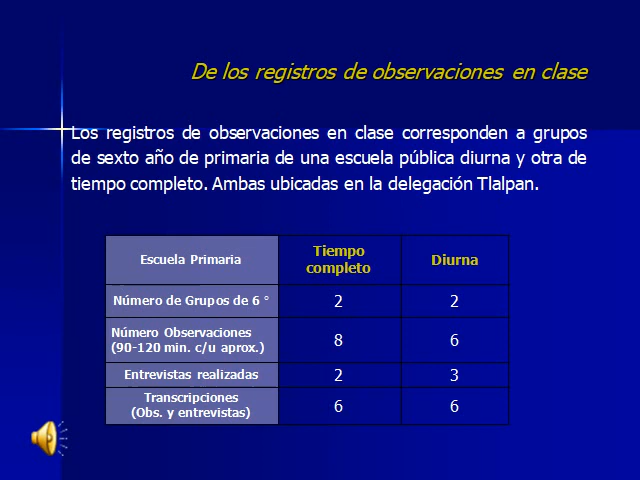 De los registros de observaciones en clase
Los registros de observaciones en clase corresponden a grupos
de sexto año de primaria de una escuela pública diurna y otra de
tiempo completo. Ambas ubicadas en la delegación Tlalpan.
Escuela Primaria
Tiempo
completo
Diurna
Número de Grupos de 6 °
2
2
Número Observaciones
(90-120 min. c/u aprox.)
8
6
Entrevistas realizadas
2
3
Transcripciones
(Obs. y entrevistas)
6
6